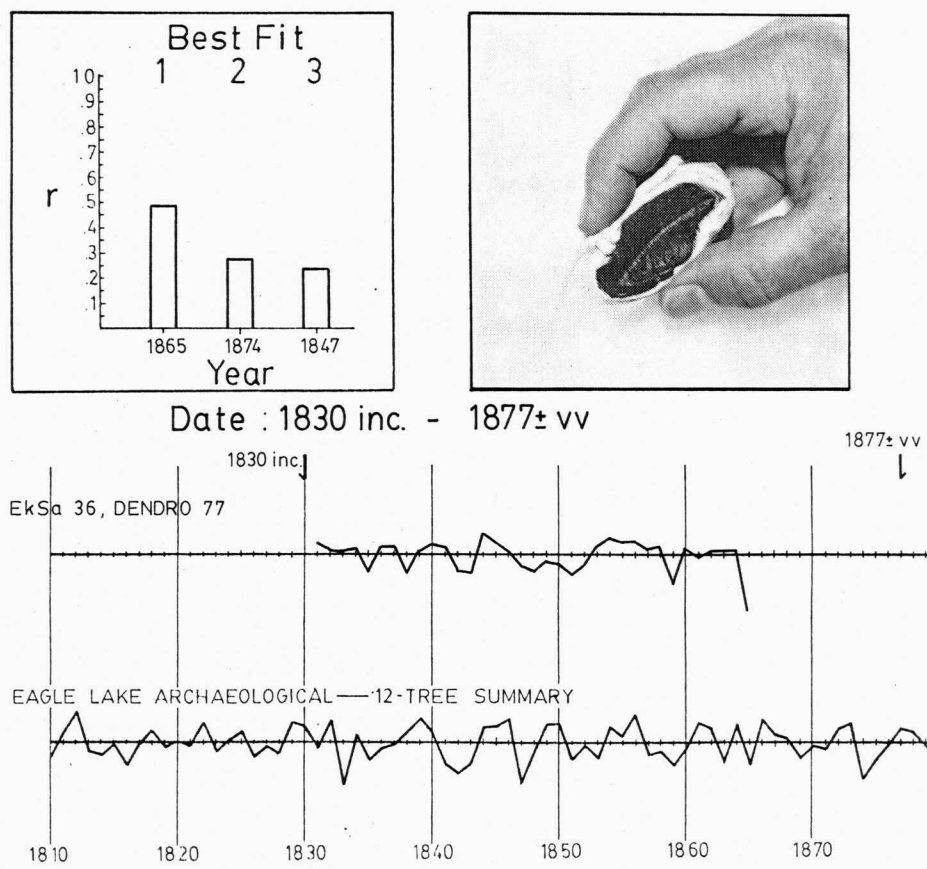 Best Fit
1 2 3
10
.9
.8
.7
.6
.5
.4
.3
.2
.1
r
1865 1874 1847
Year
Date : 1830 inc. - 1877± vv
1830 inc.
1877± vv
EkSa 36, DENDRO 77
EAGLE LAKE ARCHAEOLOGICAL — 12-TREE SUMMARY
1810 1820 1830 1840 1850 1860 1870